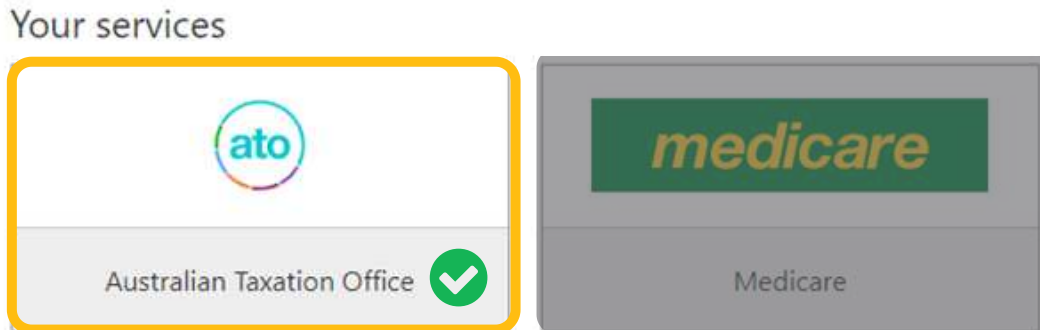 Your services
ato
medicare
Australian Taxation Office
Medicare